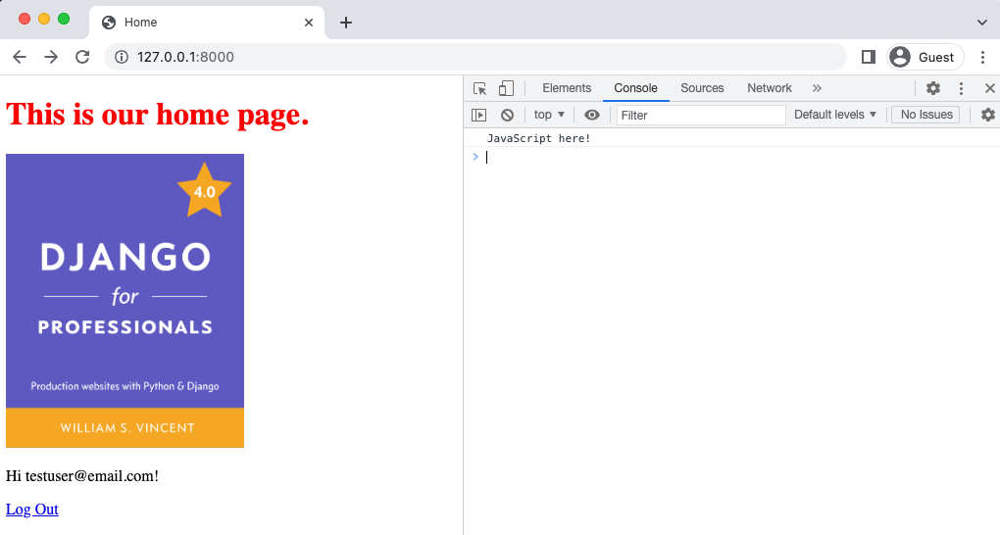 Home
127.0.0.1:8000
Guest
This is our home page.
4.0
DJANGO
for
PROFESSIONALS
Production websites with Python & Django
WILLIAM S. VINCENT
Hi testuser@email.com!
Log Out
Elements Console Sources Network »
top Filter Default levels No Issues
JavaScript here!